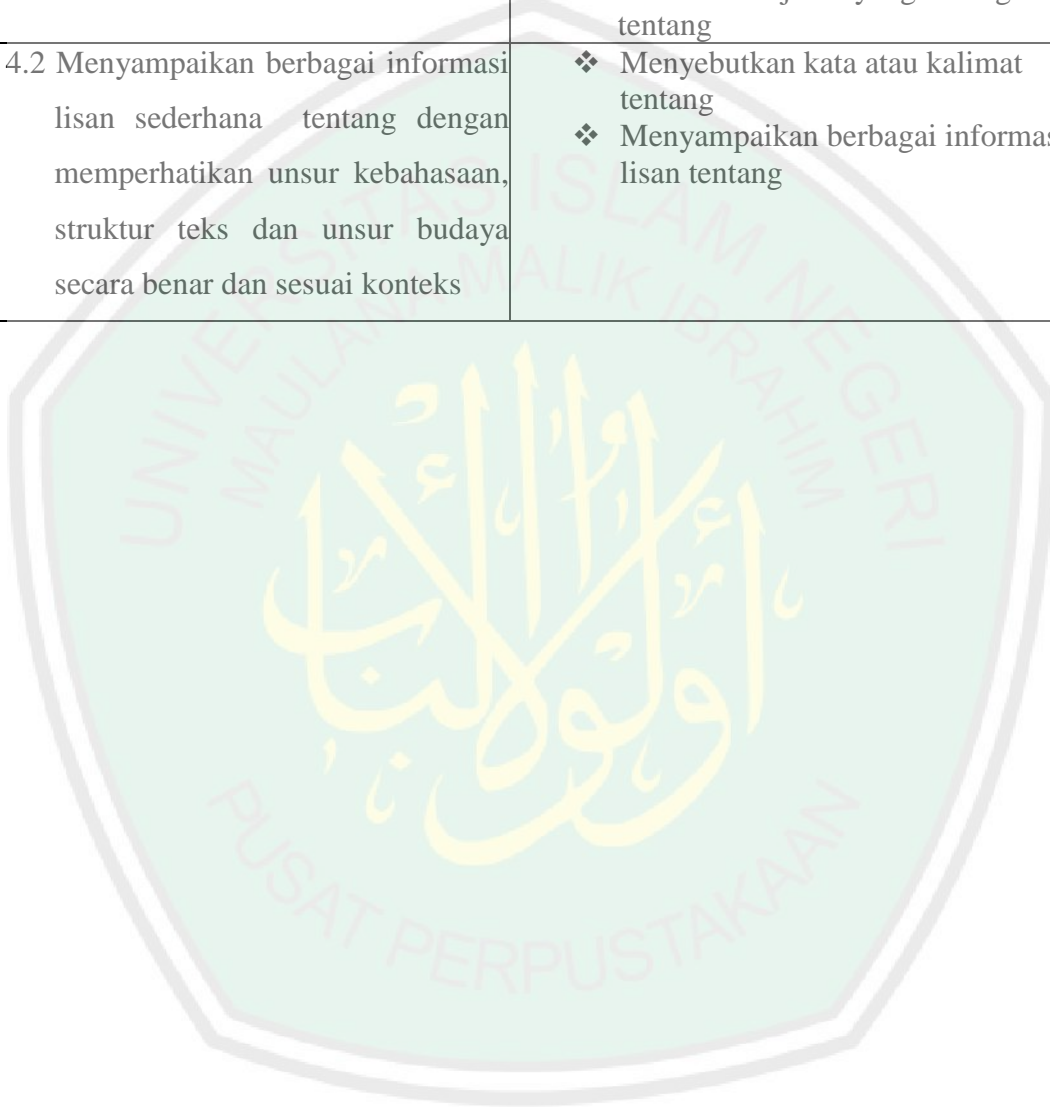 tentang
4.2 Menyampaikan berbagai informasi
lisan sederhana tentang dengan
memperhatikan unsur kebahasaan,
struktur teks dan unsur budaya
secara benar dan sesuai konteks
❖ Menyebutkan kata atau kalimat
tentang
❖ Menyampaikan berbagai informas
lisan tentang
UNIVERSITAS ISLAM NEGERI
MAULANA MALIK IBRAHIM
أولوا الألباب
PUSAT PERPUSTAKAAN